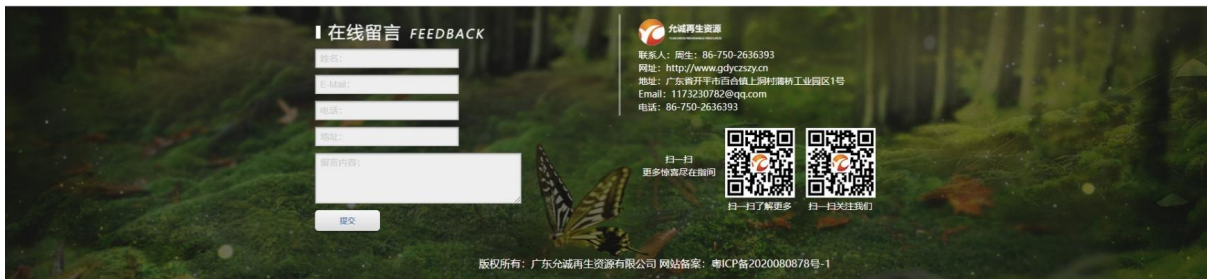 在线留言 FEEDBACK
姓名：
E-Mail：
电话：
地址：
留言内容：
提交
允诚再生资源
联系人：周生：86-750-2636393
网址：http://www.gdyczszy.cn
地址：广东省开平市百合镇上洞村蒲桥工业园区1号
Email：1173230782@qq.com
电话：86-750-2636393
扫一扫
更多惊喜尽在指间
扫一扫了解更多
扫一扫关注我们
版权所有：广东允诚再生资源有限公司 网站备案：粤ICP备2020080878号-1